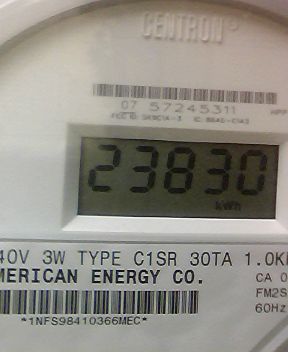 CENTRON®
07 57245311
23830
kWh
40V 3W TYPE C1SR 30TA 1.0K
MERICAN ENERGY CO.
CA 0
FM2S
60Hz
*1NFS98410366MEC*